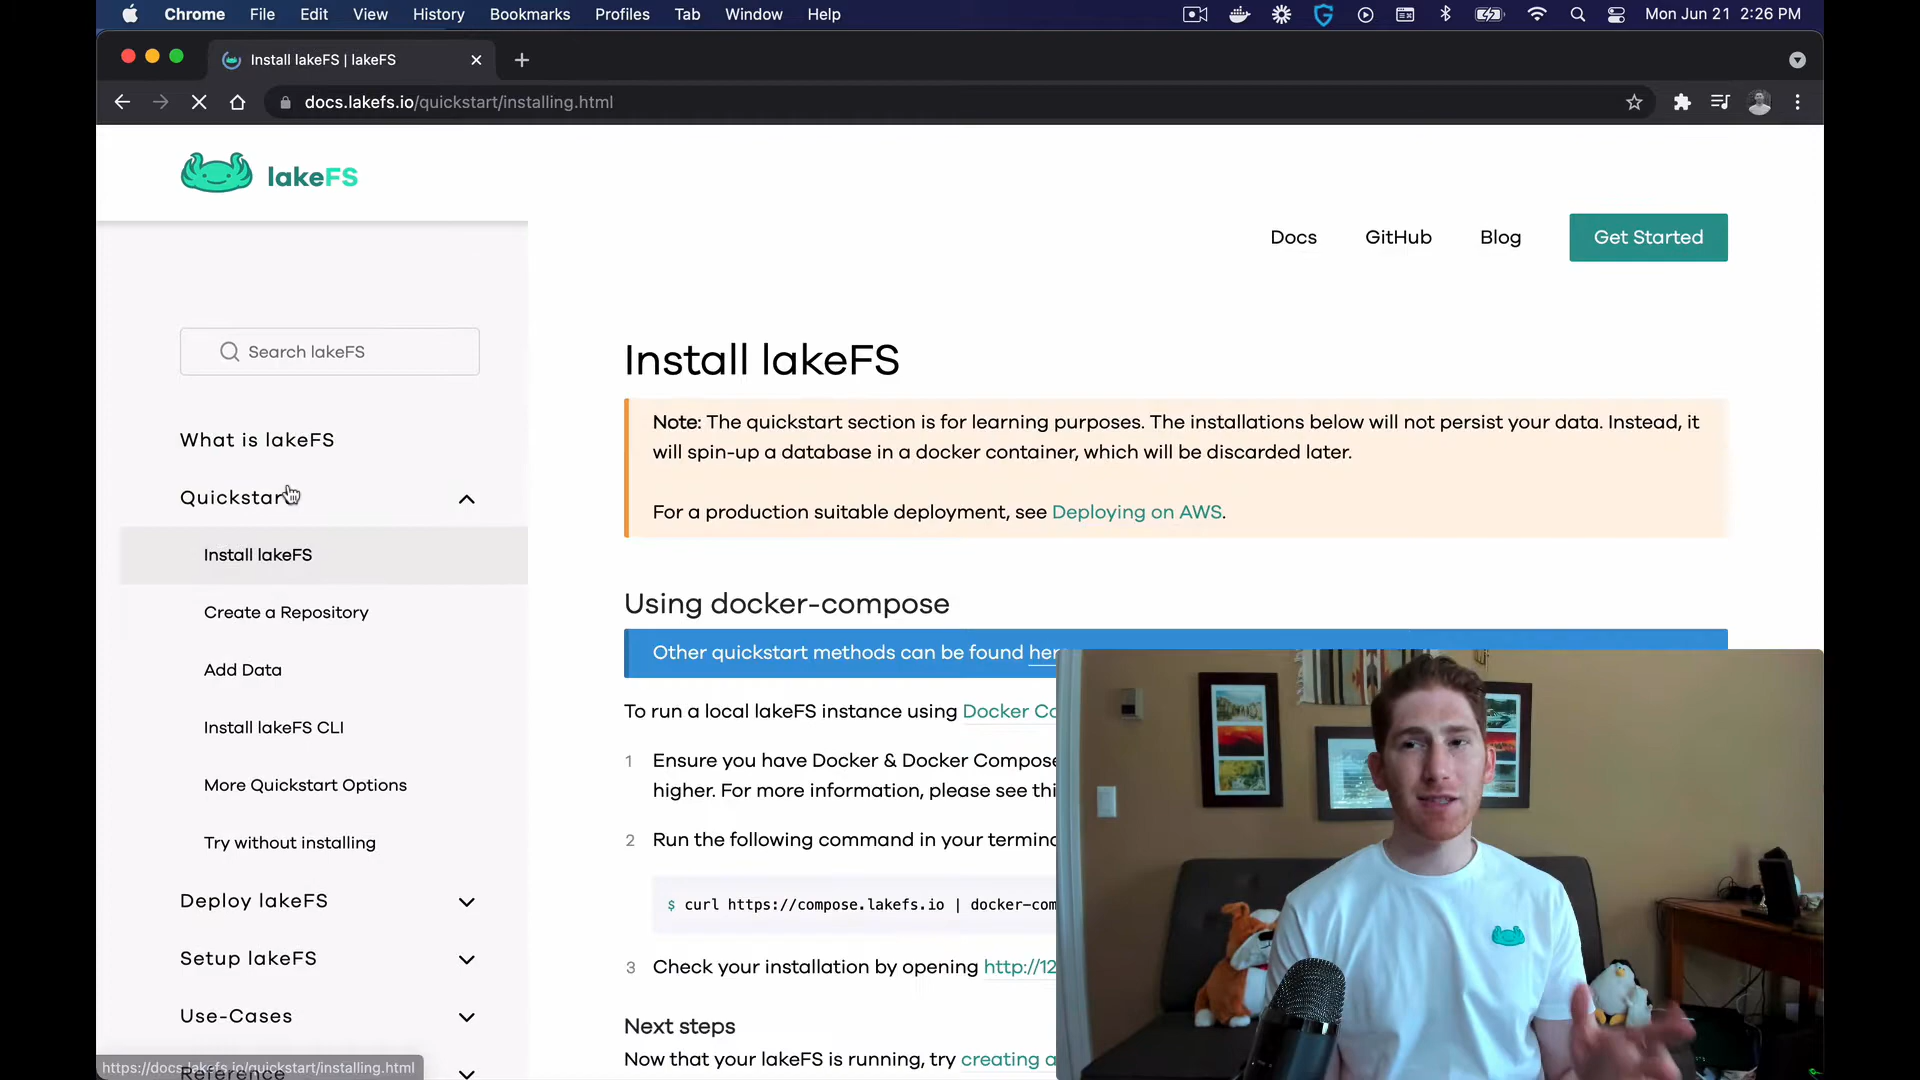 Chrome File Edit View History Bookmarks Profiles Tab Window Help Mon Jun 21 2:26 PM
Install lakeFS | lakeFS
docs.lakefs.io/quickstart/installing.html
lakeFS
Docs GitHub Blog Get Started
Search lakeFS
What is lakeFS
Quickstart
Install lakeFS
Create a Repository
Add Data
Install lakeFS CLI
More Quickstart Options
Try without installing
Deploy lakeFS
Setup lakeFS
Use-Cases
Reference
https://docs.lakefs.io/quickstart/installing.html
Install lakeFS
Note: The quickstart section is for learning purposes. The installations below will not persist your data. Instead, it
will spin-up a database in a docker container, which will be discarded later.
For a production suitable deployment, see Deploying on AWS.
Using docker-compose
Other quickstart methods can be found
To run a local lakeFS instance using Docker
1 Ensure you have Docker & Docker Compose
higher. For more information, please see
2 Run the following command in your
$ curl https://compose.lakefs.io |
3 Check your installation by opening http://12
Next steps
Now that your lakeFS is running, try creating a